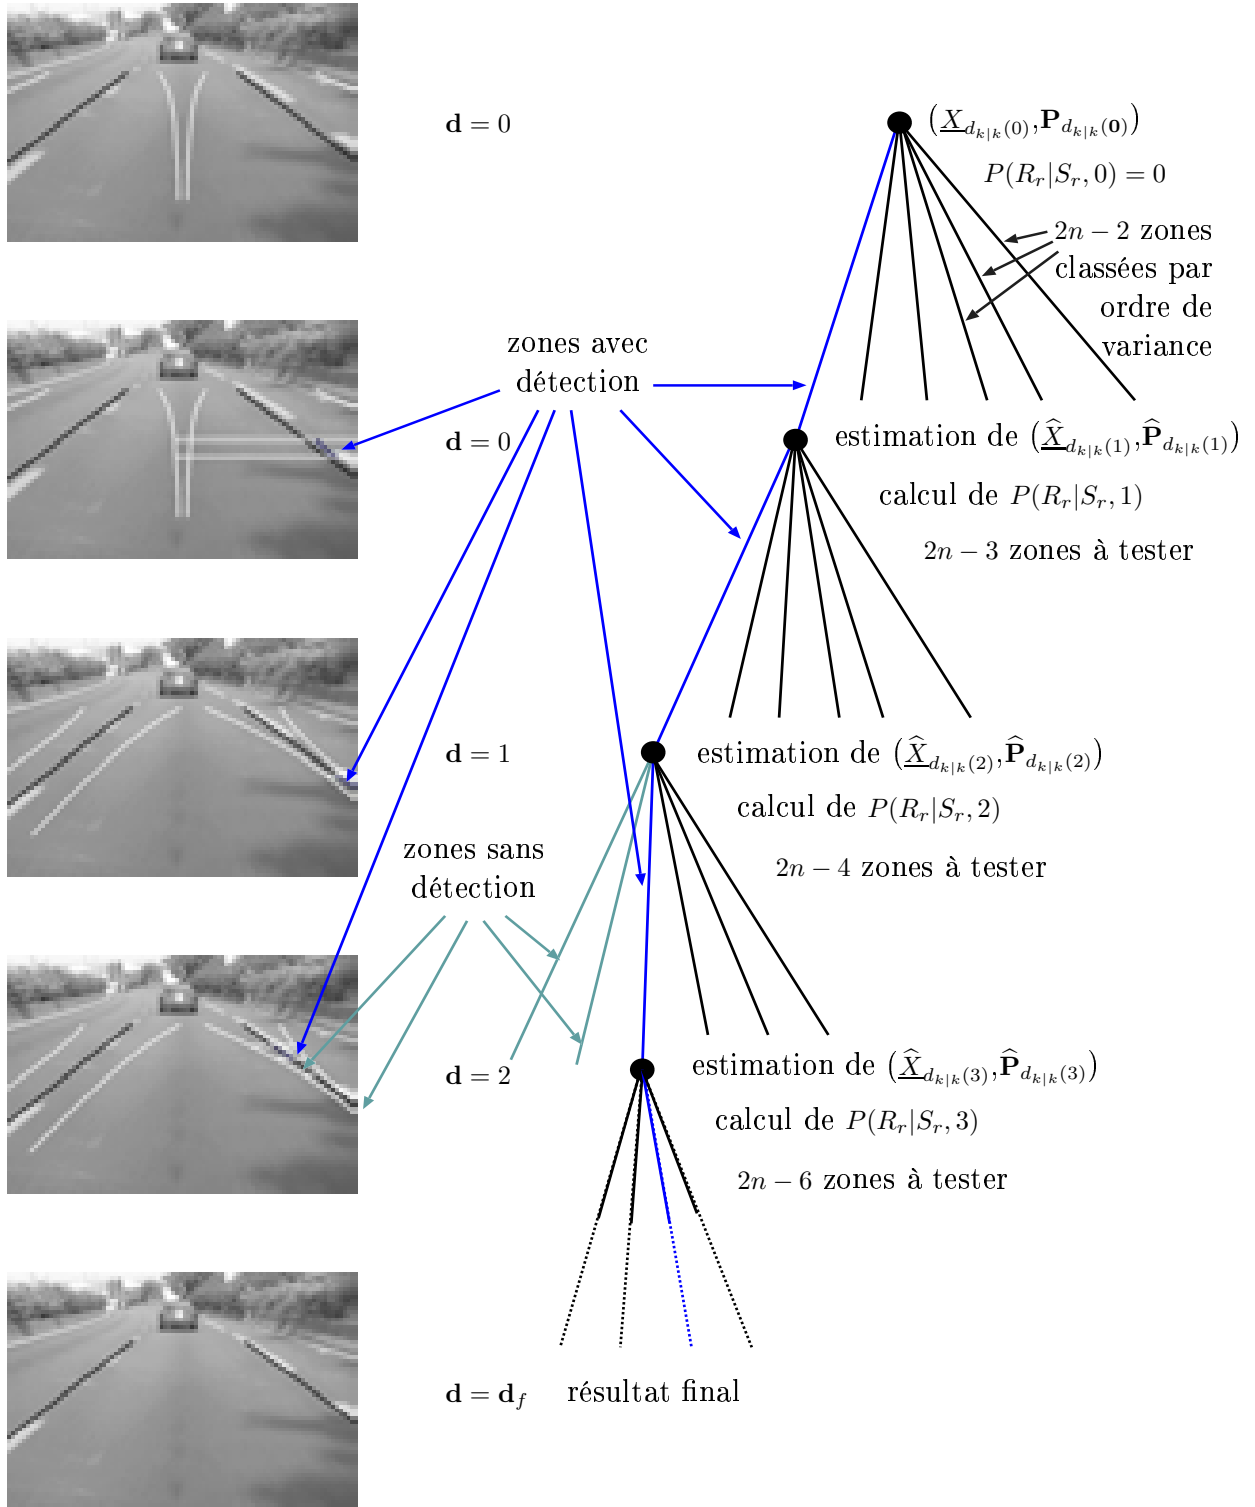 d = 0
(X_{d_{k|k}(0)},P_{d_{k|k}(0)})
P(R_r|S_r, 0) = 0
2n − 2 zones
classées par
ordre de
variance
zones avec
détection
d = 0
estimation de (X̂_{d_{k|k}(1)},P̂_{d_{k|k}(1)})
calcul de P(R_r|S_r, 1)
2n − 3 zones à tester
d = 1
estimation de (X̂_{d_{k|k}(2)},P̂_{d_{k|k}(2)})
calcul de P(R_r|S_r, 2)
2n − 4 zones à tester
zones sans
détection
d = 2
estimation de (X̂_{d_{k|k}(3)},P̂_{d_{k|k}(3)})
calcul de P(R_r|S_r, 3)
2n − 6 zones à tester
d = d_f
résultat final